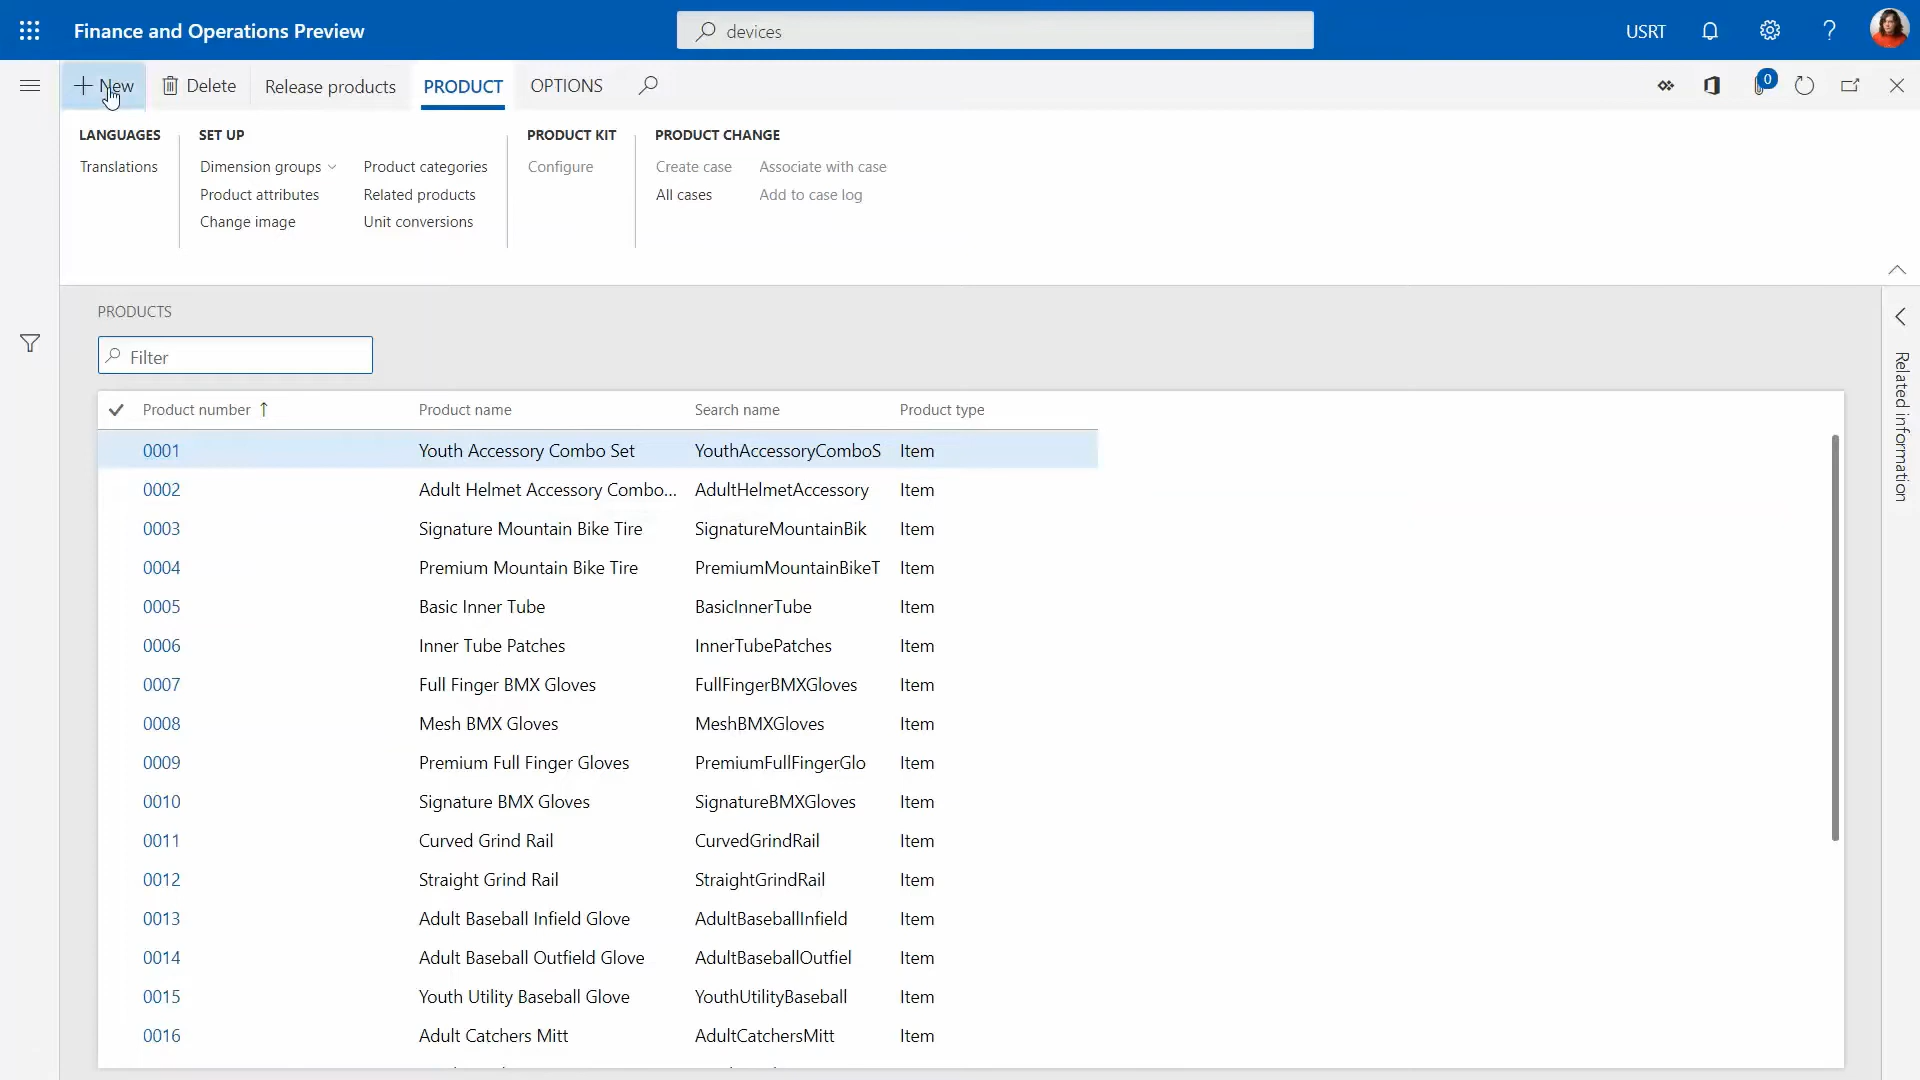 Finance and Operations Preview
devices
USRT
New
Delete
Release products
PRODUCT
OPTIONS
0
LANGUAGES
Translations
SET UP
Dimension groups
Product categories
Product attributes
Related products
Change image
Unit conversions
PRODUCT KIT
Configure
PRODUCT CHANGE
Create case
Associate with case
All cases
Add to case log
PRODUCTS
Filter
Related information
Product number Product name Search name Product type
0001 Youth Accessory Combo Set YouthAccessoryComboS Item
0002 Adult Helmet Accessory Combo... AdultHelmetAccessory Item
0003 Signature Mountain Bike Tire SignatureMountainBik Item
0004 Premium Mountain Bike Tire PremiumMountainBikeT Item
0005 Basic Inner Tube BasicInnerTube Item
0006 Inner Tube Patches InnerTubePatches Item
0007 Full Finger BMX Gloves FullFingerBMXGloves Item
0008 Mesh BMX Gloves MeshBMXGloves Item
0009 Premium Full Finger Gloves PremiumFullFingerGlo Item
0010 Signature BMX Gloves SignatureBMXGloves Item
0011 Curved Grind Rail CurvedGrindRail Item
0012 Straight Grind Rail StraightGrindRail Item
0013 Adult Baseball Infield Glove AdultBaseballInfield Item
0014 Adult Baseball Outfield Glove AdultBaseballOutfiel Item
0015 Youth Utility Baseball Glove YouthUtilityBaseball Item
0016 Adult Catchers Mitt AdultCatchersMitt Item